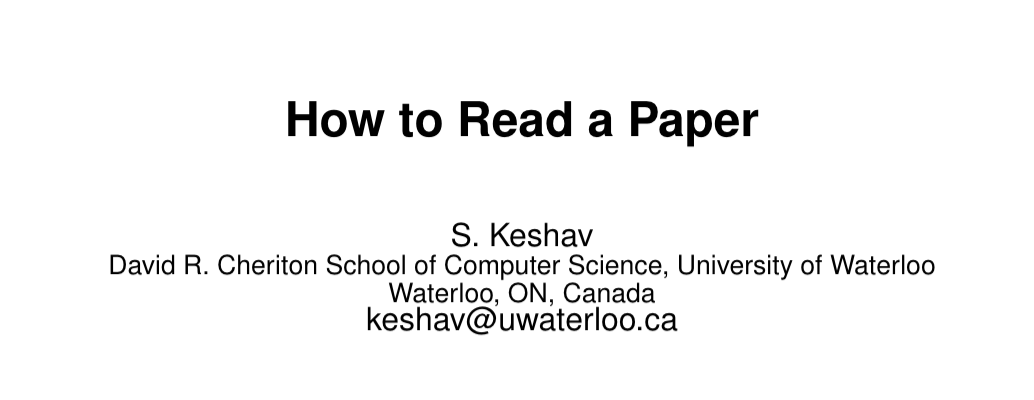 How to Read a Paper
S. Keshav
David R. Cheriton School of Computer Science, University of Waterloo
Waterloo, ON, Canada
keshav@uwaterloo.ca